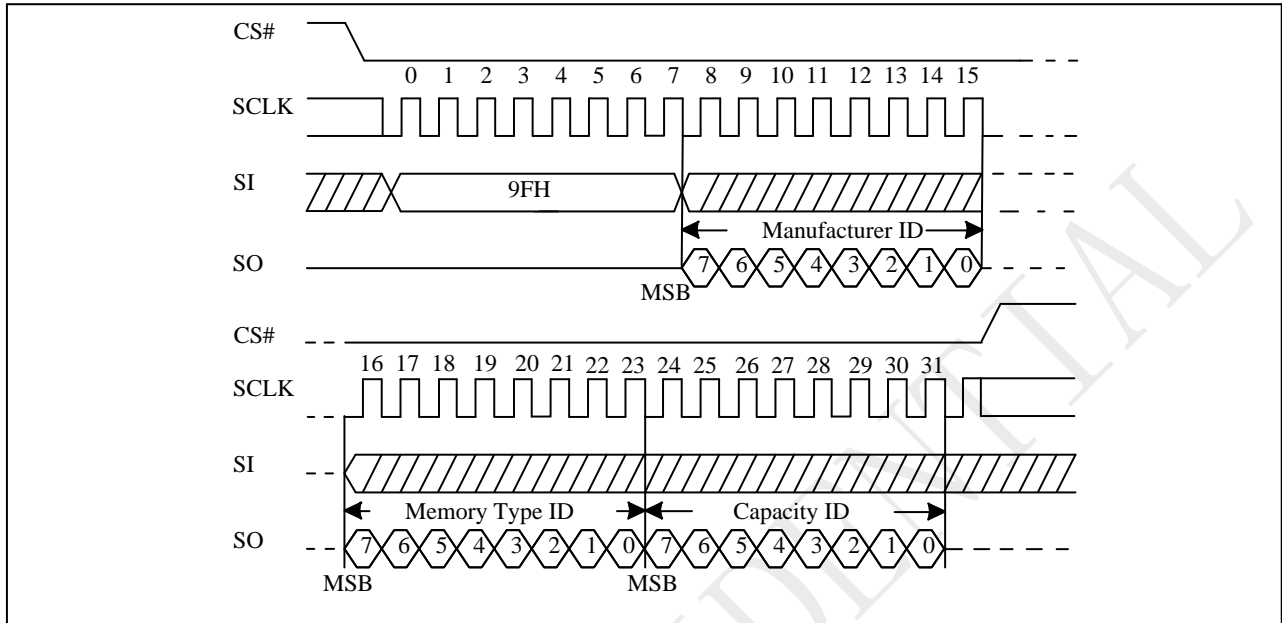 CS#
0 1 2 3 4 5 6 7 8 9 10 11 12 13 14 15
SCLK
SI
9FH
Manufacturer ID
SO
7 6 5 4 3 2 1 0
MSB
CS#
16 17 18 19 20 21 22 23 24 25 26 27 28 29 30 31
SCLK
SI
Memory Type ID Capacity ID
SO
7 6 5 4 3 2 1 0 7 6 5 4 3 2 1 0
MSB MSB
IDENTIAL